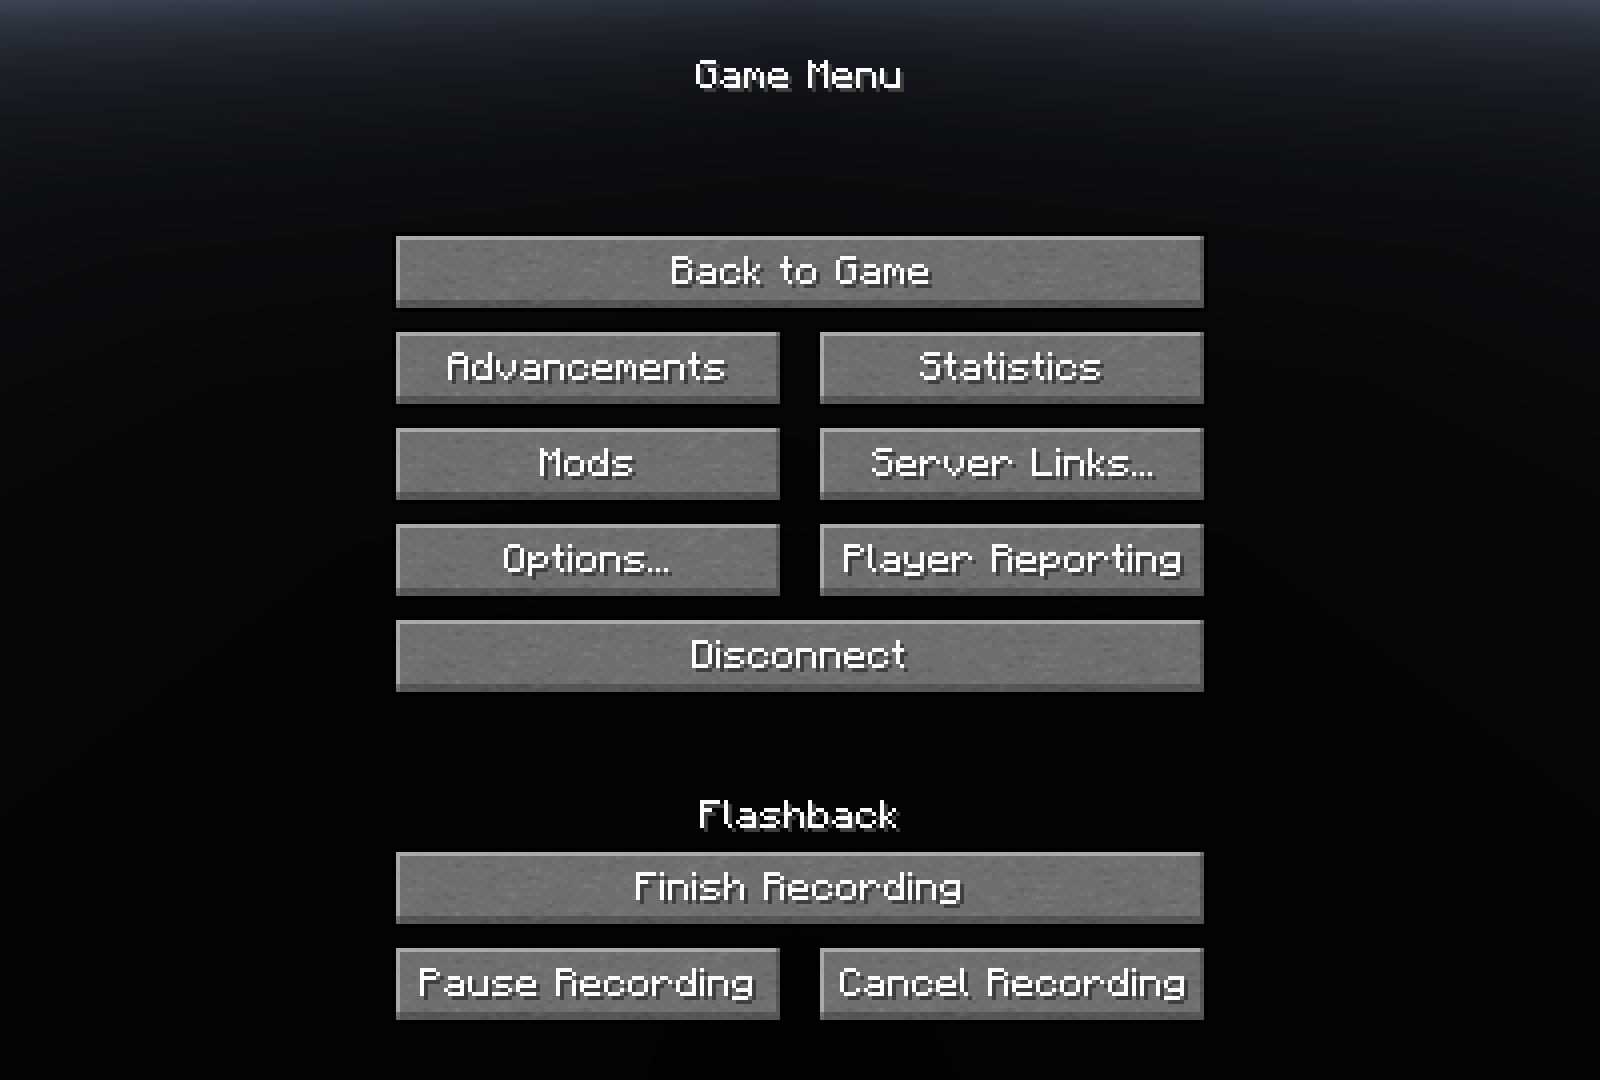 Game Menu
Back to Game
Advancements
Statistics
Mods
Server Links...
Options...
Player Reporting
Disconnect
Flashback
Finish Recording
Pause Recording
Cancel Recording